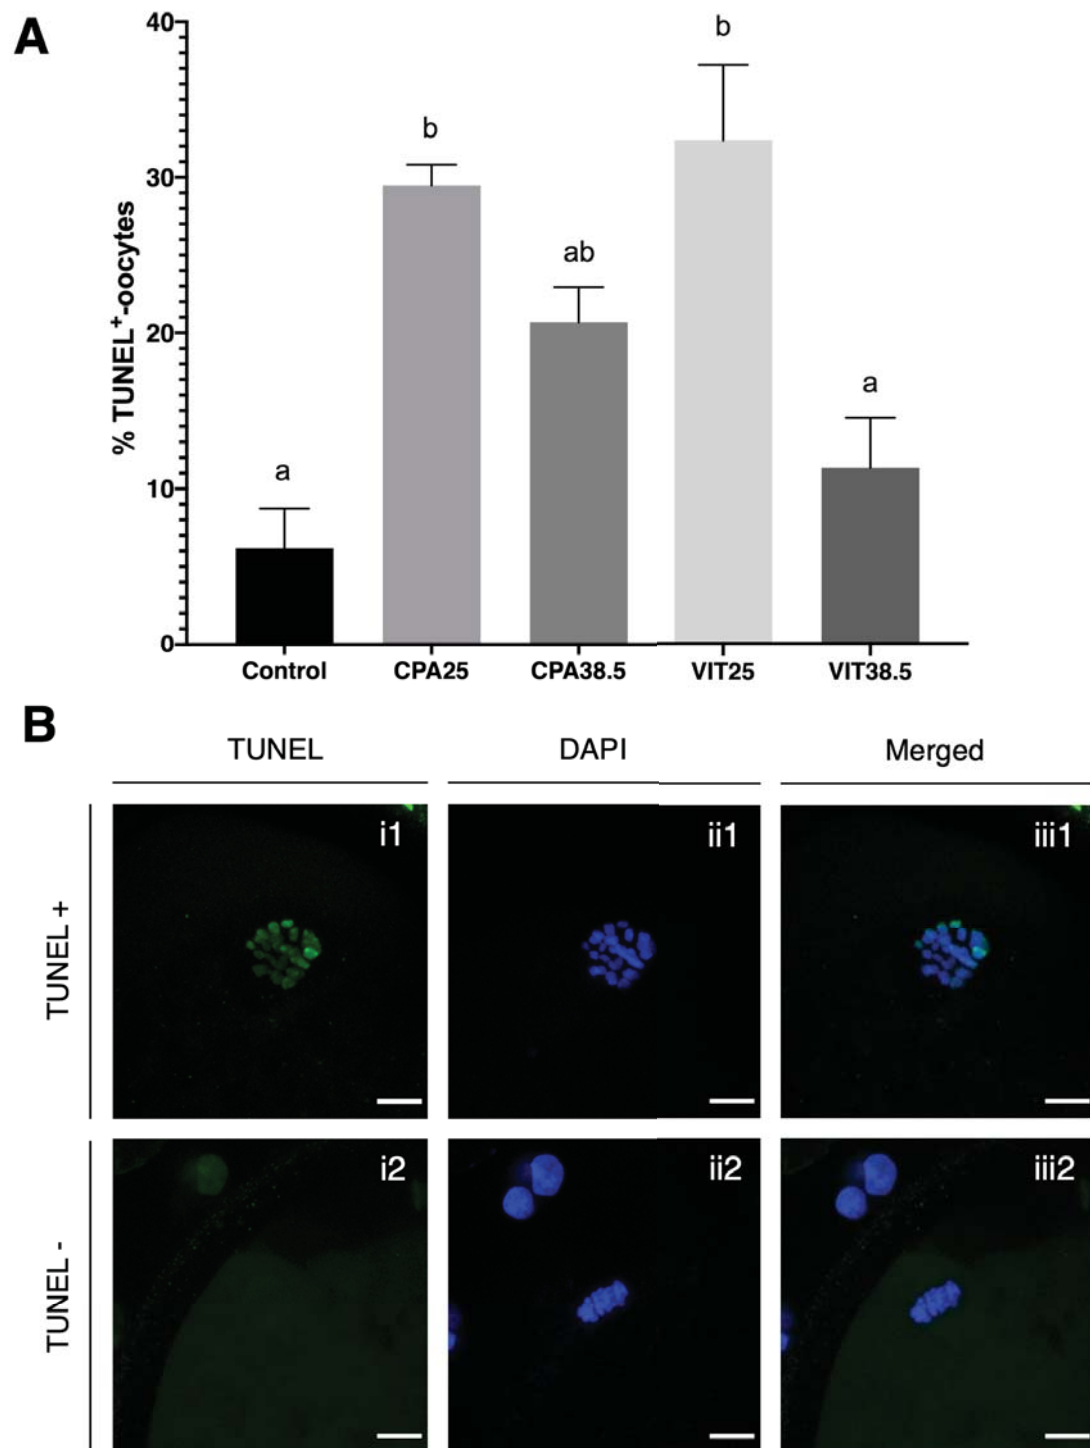 A
% TUNEL⁺-oocytes
40
30
20
10
0
a
b
ab
b
a
Control CPA25 CPA38.5 VIT25 VIT38.5
B
TUNEL DAPI Merged
TUNEL +
i1 ii1 iii1
TUNEL -
i2 ii2 iii2